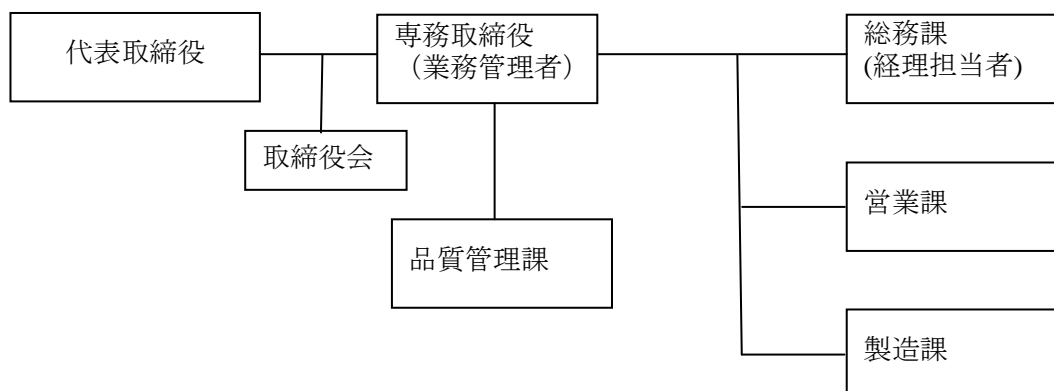 代表取締役
専務取締役
（業務管理者）
総務課
(経理担当者)
取締役会
営業課
品質管理課
製造課